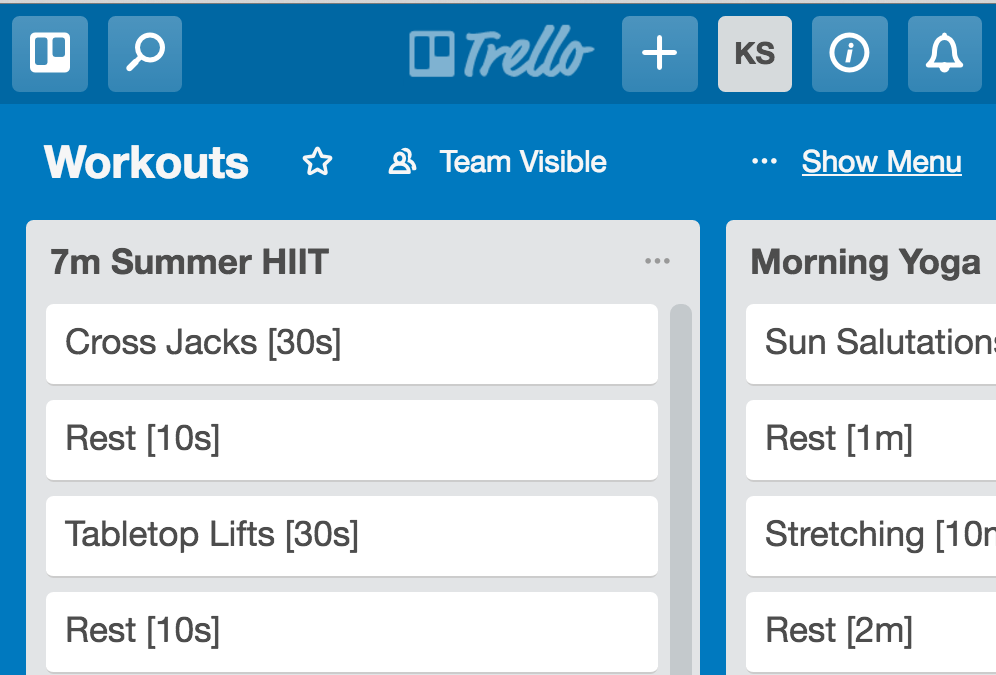 Trello
KS
Workouts
Team Visible
··· Show Menu
7m Summer HIIT
···
Cross Jacks [30s]
Rest [10s]
Tabletop Lifts [30s]
Rest [10s]
Morning Yoga
Sun Salutations
Rest [1m]
Stretching [10m
Rest [2m]